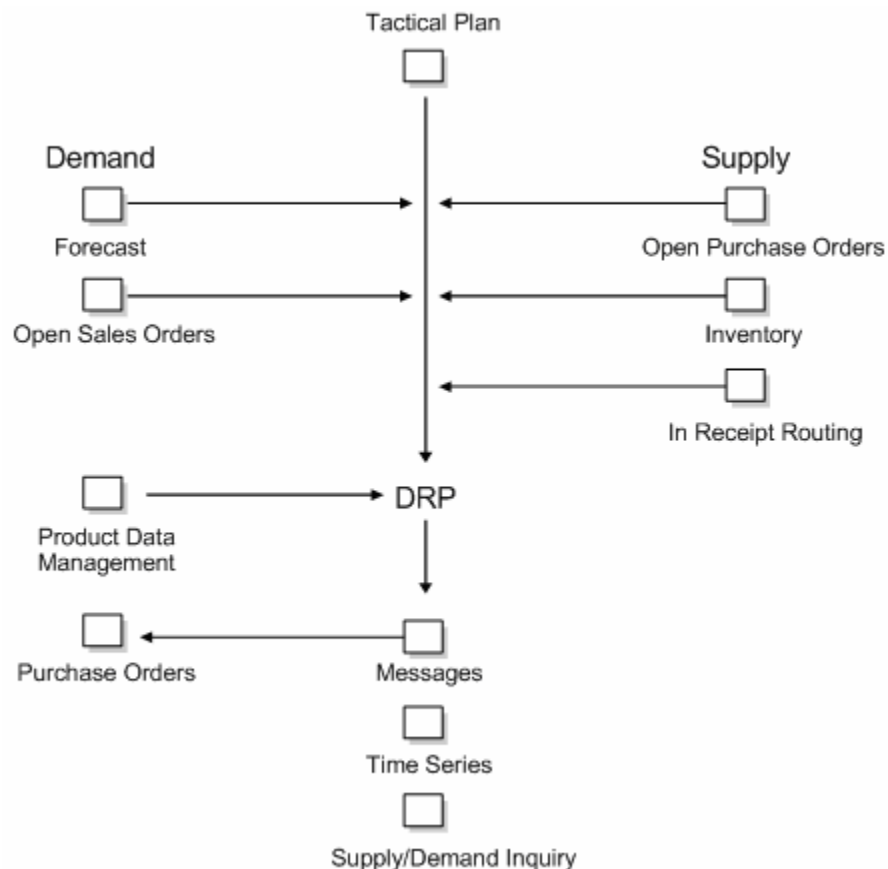 Tactical Plan
Demand
Supply
Forecast
Open Purchase Orders
Open Sales Orders
Inventory
In Receipt Routing
DRP
Product Data
Management
Purchase Orders
Messages
Time Series
Supply/Demand Inquiry